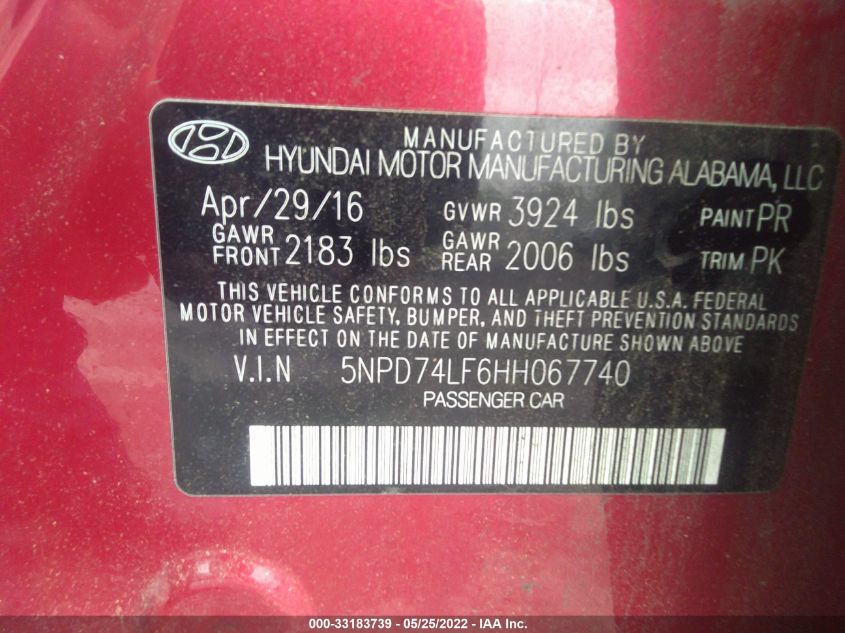 MANUFACTURED BY
HYUNDAI MOTOR MANUFACTURING ALABAMA, LLC
Apr/29/16 GVWR 3924 lbs PAINT PR
GAWR FRONT 2183 lbs GAWR REAR 2006 lbs TRIM PK
THIS VEHICLE CONFORMS TO ALL APPLICABLE U.S.A. FEDERAL
MOTOR VEHICLE SAFETY, BUMPER, AND THEFT PREVENTION STANDARDS
IN EFFECT ON THE DATE OF MANUFACTURE SHOWN ABOVE
V.I.N 5NPD74LF6HH067740
PASSENGER CAR
000-33183739 - 05/25/2022 - IAA Inc.